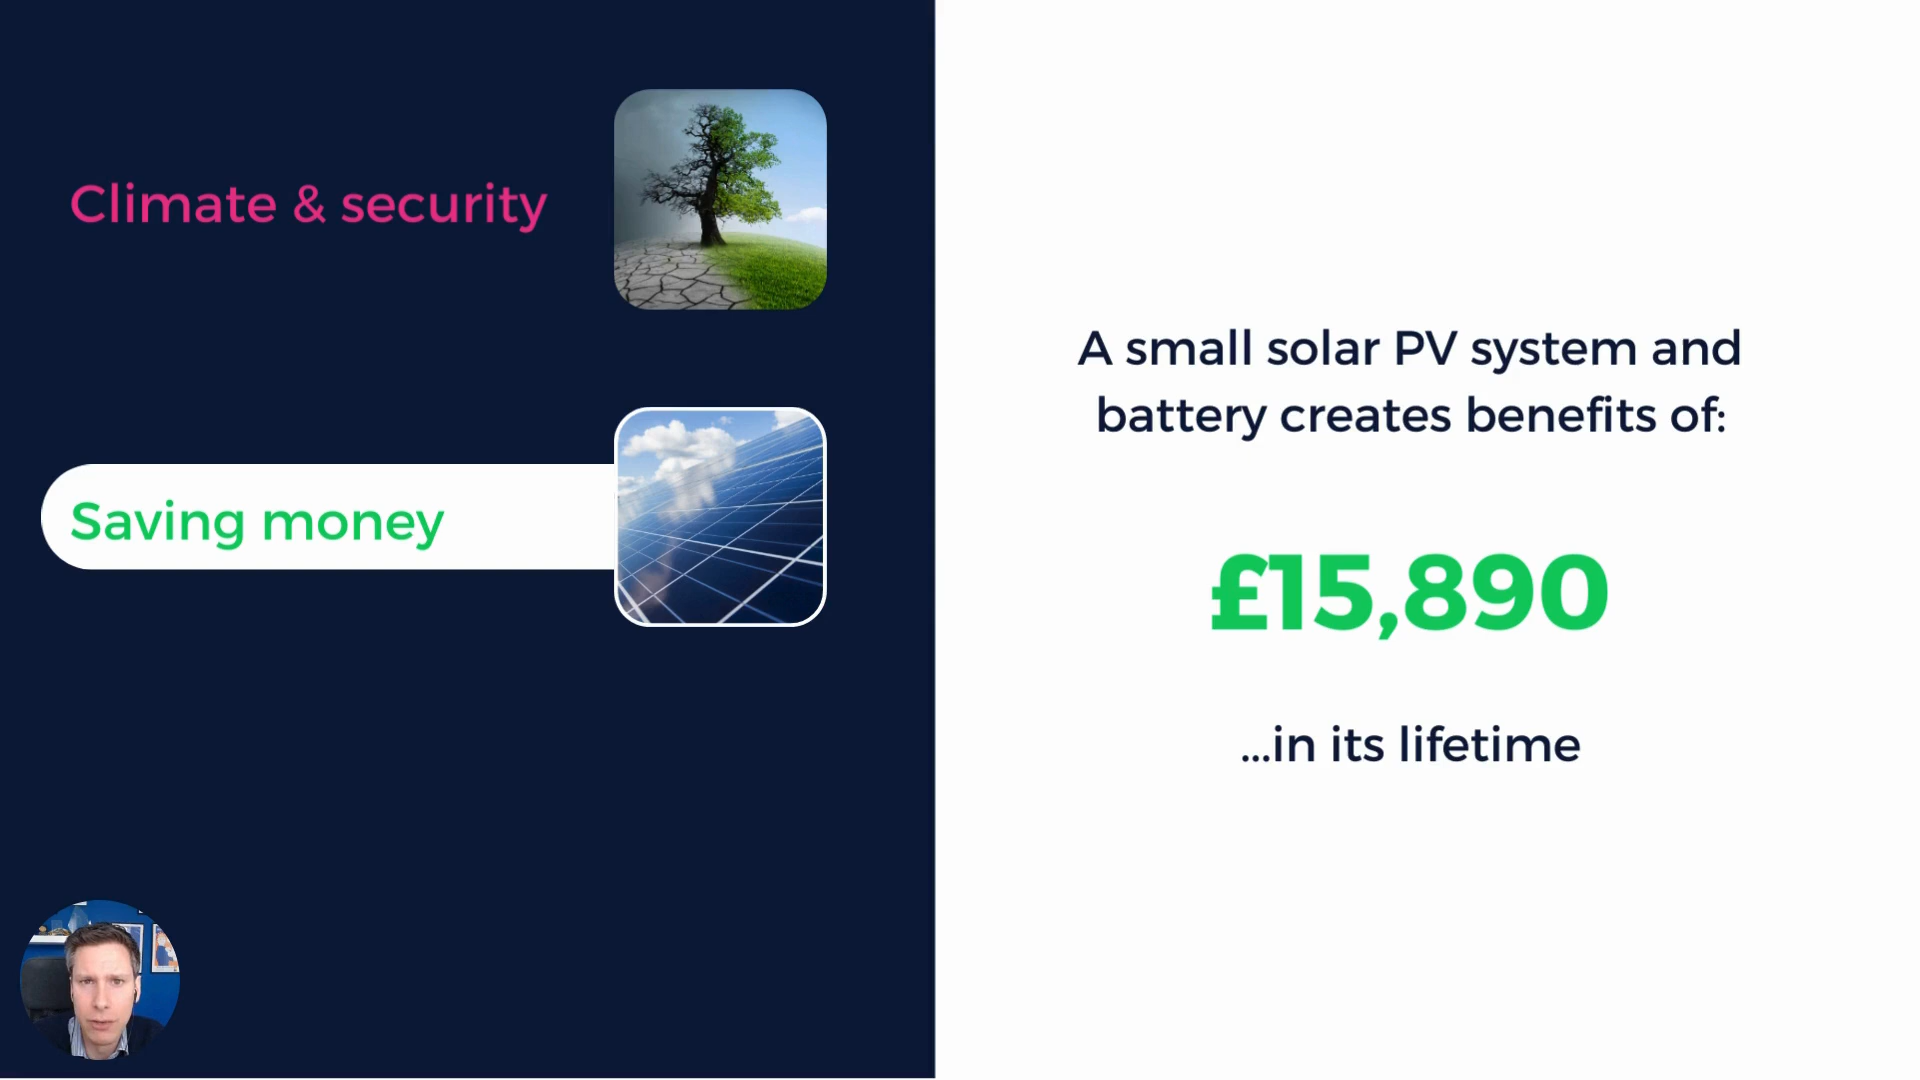 Climate & security
Saving money
A small solar PV system and
battery creates benefits of:
£15,890
...in its lifetime